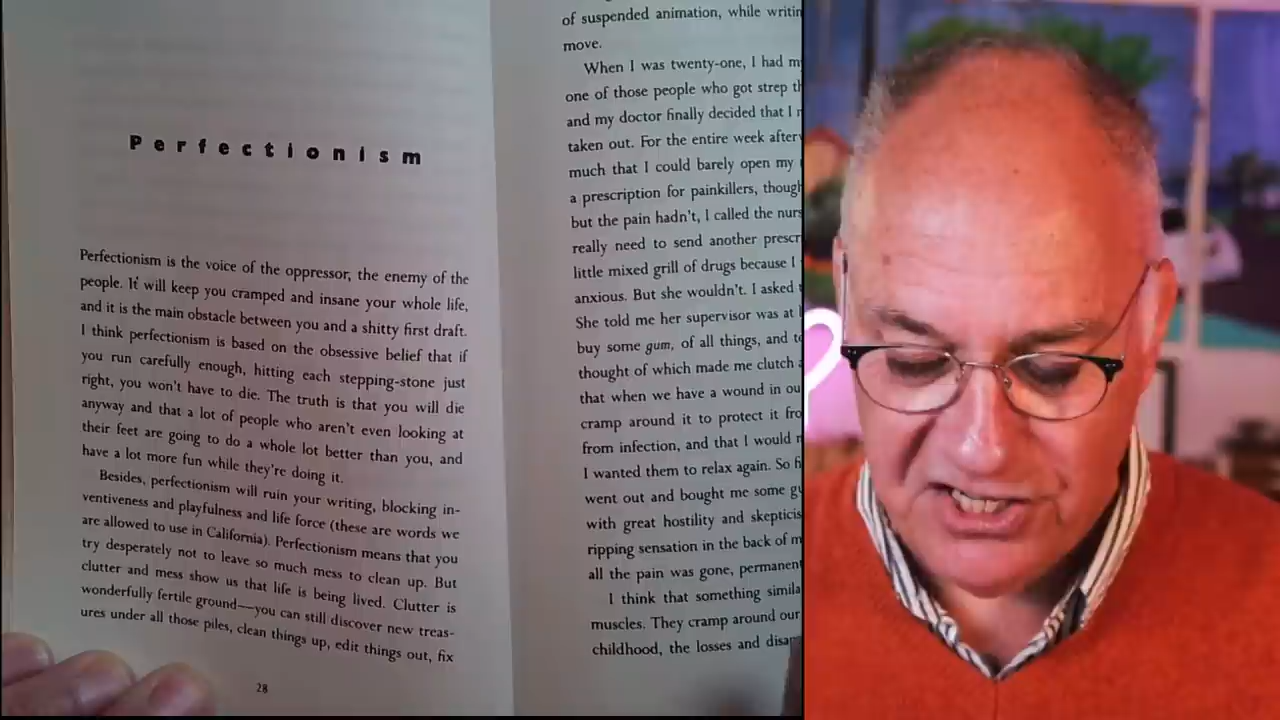 Perfectionism
Perfectionism is the voice of the oppressor, the enemy of the
people. It will keep you cramped and insane your whole life,
and it is the main obstacle between you and a shitty first draft.
I think perfectionism is based on the obsessive belief that if
you run carefully enough, hitting each stepping-stone just
right, you won't have to die. The truth is that you will die
anyway and that a lot of people who aren't even looking at
their feet are going to do a whole lot better than you, and
have a lot more fun while they're doing it.
Besides, perfectionism will ruin your writing, blocking in-
ventiveness and playfulness and life force (these are words we
are allowed to use in California). Perfectionism means that you
try desperately not to leave so much mess to clean up. But
clutter and mess show us that life is being lived. Clutter is
wonderfully fertile ground—you can still discover new treas-
ures under all those piles, clean things up, edit things out, fix
28
of suspended animation, while
move.
When I was twenty-one, I had
one of those people who got strep
and my doctor finally decided that I
taken out. For the entire week
much that I could barely open my
a prescription for painkillers,
but the pain hadn't, I called the
really need to send another
little mixed grill of drugs because I
anxious. But she wouldn't. I asked
She told me her supervisor was at
buy some gum, of all things, and
thought of which made me clutch
that when we have a wound in
cramp around it to protect it
from infection, and that I would
I wanted them to relax again. So
went out and bought me some
with great hostility and
ripping sensation in the back of
all the pain was gone,
I think that something
muscles. They cramp around our
childhood, the losses and